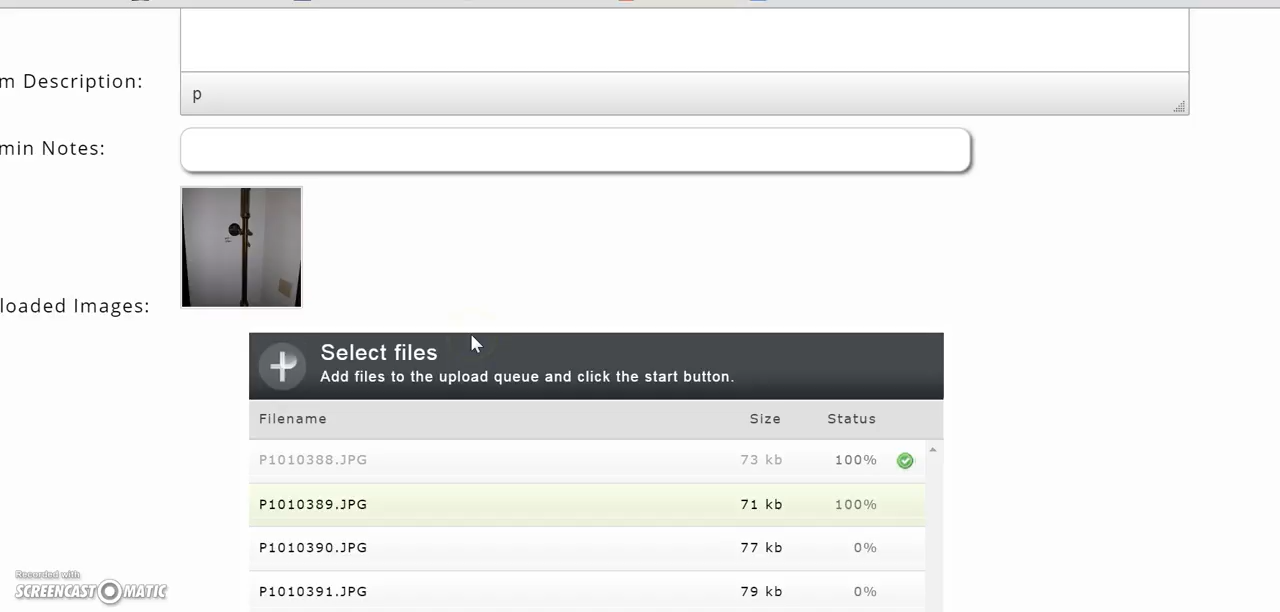 m Description:
p
min Notes:
loaded Images:
Select files
Add files to the upload queue and click the start button.
Filename Size Status
P1010388.JPG 73 kb 100%
P1010389.JPG 71 kb 100%
P1010390.JPG 77 kb 0%
P1010391.JPG 79 kb 0%
Recorded with
SCREENCAST-O-MATIC